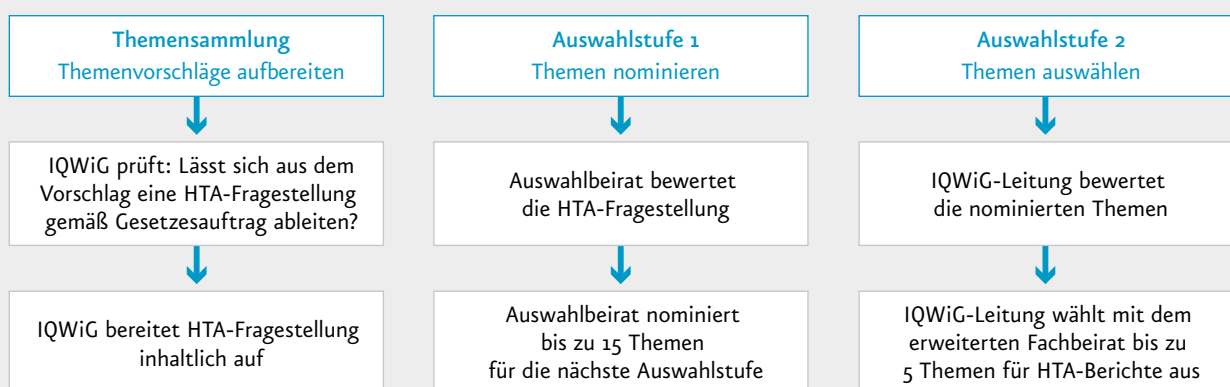 Themensammlung
Themenvorschläge aufbereiten
IQWiG prüft: Lässt sich aus dem
Vorschlag eine HTA-Fragestellung
gemäß Gesetzesauftrag ableiten?
IQWiG bereitet HTA-Fragestellung
inhaltlich auf
Auswahlstufe 1
Themen nominieren
Auswahlbeirat bewertet
die HTA-Fragestellung
Auswahlbeirat nominiert
bis zu 15 Themen
für die nächste Auswahlstufe
Auswahlstufe 2
Themen auswählen
IQWiG-Leitung bewertet
die nominierten Themen
IQWiG-Leitung wählt mit dem
erweiterten Fachbeirat bis zu
5 Themen für HTA-Berichte aus